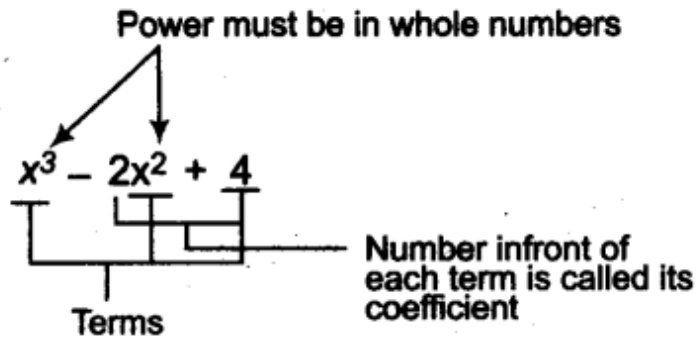 Power must be in whole numbers
x³ – 2x² + 4
Number infront of
each term is called its
coefficient
Terms